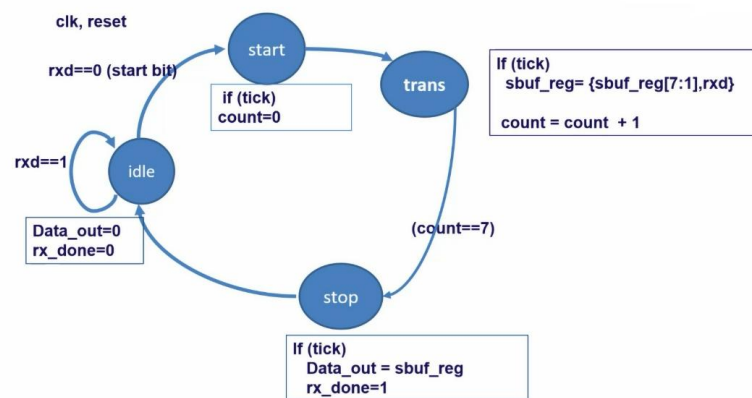 clk, reset
start
rxd==0 (start bit)
trans
If (tick)
sbuf_reg= {sbuf_reg[7:1],rxd}
count = count + 1
if (tick)
count=0
rxd==1
idle
Data_out=0
rx_done=0
(count==7)
stop
If (tick)
Data_out = sbuf_reg
rx_done=1